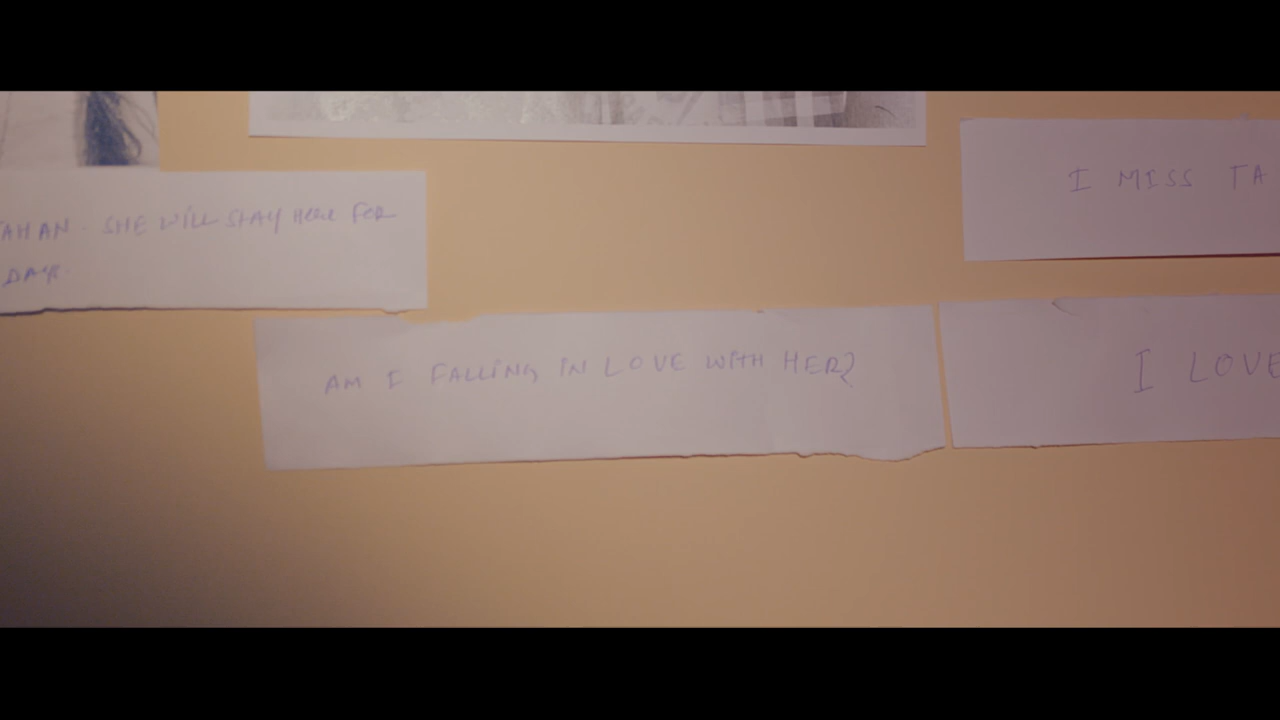 AHAN. SHE WILL STAY HERE FOR
DAYS
AM I FALLING IN LOVE WITH HER?
I MISS TA
I LOVE